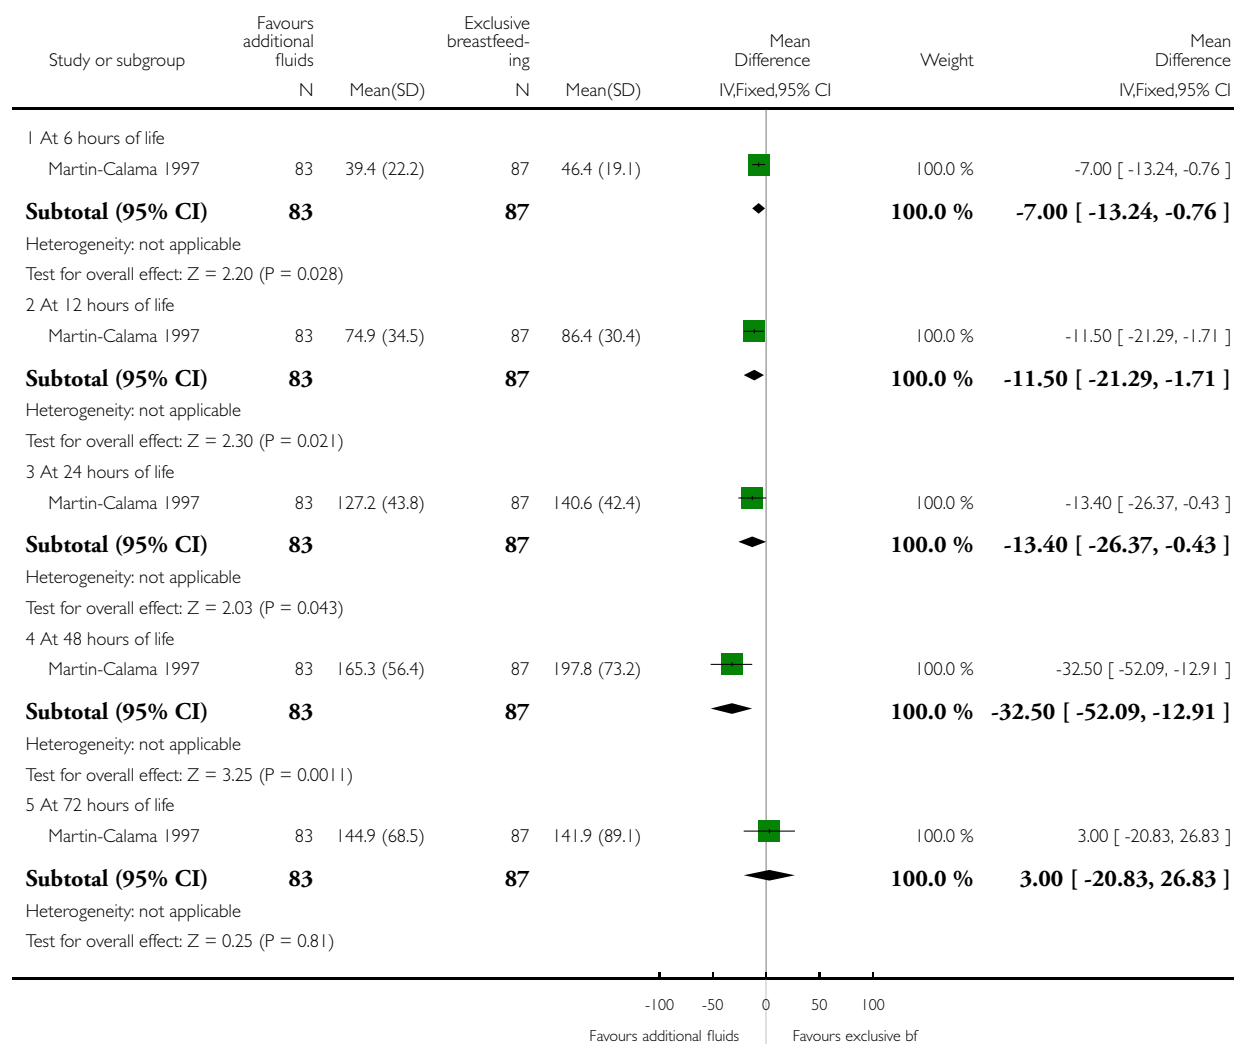 Study or subgroup Favours additional fluids Exclusive breastfeed- ing Mean Difference Weight Mean Difference
N Mean(SD) N Mean(SD) IV,Fixed,95% CI IV,Fixed,95% CI
1 At 6 hours of life
Martin-Calama 1997 83 39.4 (22.2) 87 46.4 (19.1) 100.0 % -7.00 [ -13.24, -0.76 ]
Subtotal (95% CI) 83 87 100.0 % -7.00 [ -13.24, -0.76 ]
Heterogeneity: not applicable
Test for overall effect: Z = 2.20 (P = 0.028)
2 At 12 hours of life
Martin-Calama 1997 83 74.9 (34.5) 87 86.4 (30.4) 100.0 % -11.50 [ -21.29, -1.71 ]
Subtotal (95% CI) 83 87 100.0 % -11.50 [ -21.29, -1.71 ]
Heterogeneity: not applicable
Test for overall effect: Z = 2.30 (P = 0.021)
3 At 24 hours of life
Martin-Calama 1997 83 127.2 (43.8) 87 140.6 (42.4) 100.0 % -13.40 [ -26.37, -0.43 ]
Subtotal (95% CI) 83 87 100.0 % -13.40 [ -26.37, -0.43 ]
Heterogeneity: not applicable
Test for overall effect: Z = 2.03 (P = 0.043)
4 At 48 hours of life
Martin-Calama 1997 83 165.3 (56.4) 87 197.8 (73.2) 100.0 % -32.50 [ -52.09, -12.91 ]
Subtotal (95% CI) 83 87 100.0 % -32.50 [ -52.09, -12.91 ]
Heterogeneity: not applicable
Test for overall effect: Z = 3.25 (P = 0.0011)
5 At 72 hours of life
Martin-Calama 1997 83 144.9 (68.5) 87 141.9 (89.1) 100.0 % 3.00 [ -20.83, 26.83 ]
Subtotal (95% CI) 83 87 100.0 % 3.00 [ -20.83, 26.83 ]
Heterogeneity: not applicable
Test for overall effect: Z = 0.25 (P = 0.81)
-100 -50 0 50 100
Favours additional fluids Favours exclusive bf